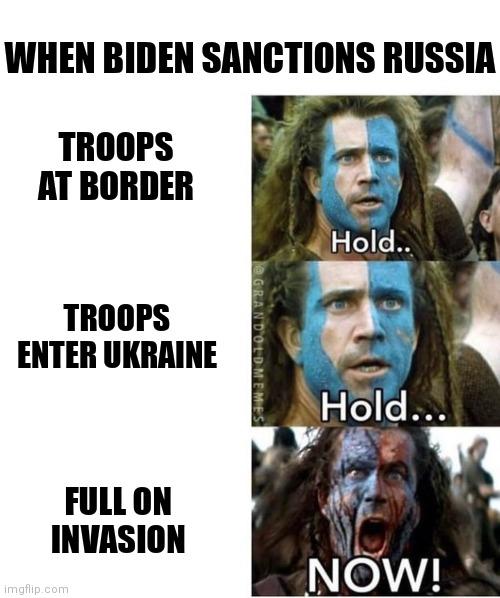 WHEN BIDEN SANCTIONS RUSSIA
TROOPS
AT BORDER
Hold..
TROOPS
ENTER UKRAINE
@GRANDOLDMEMES
Hold...
FULL ON
INVASION
NOW!
imgflip.com